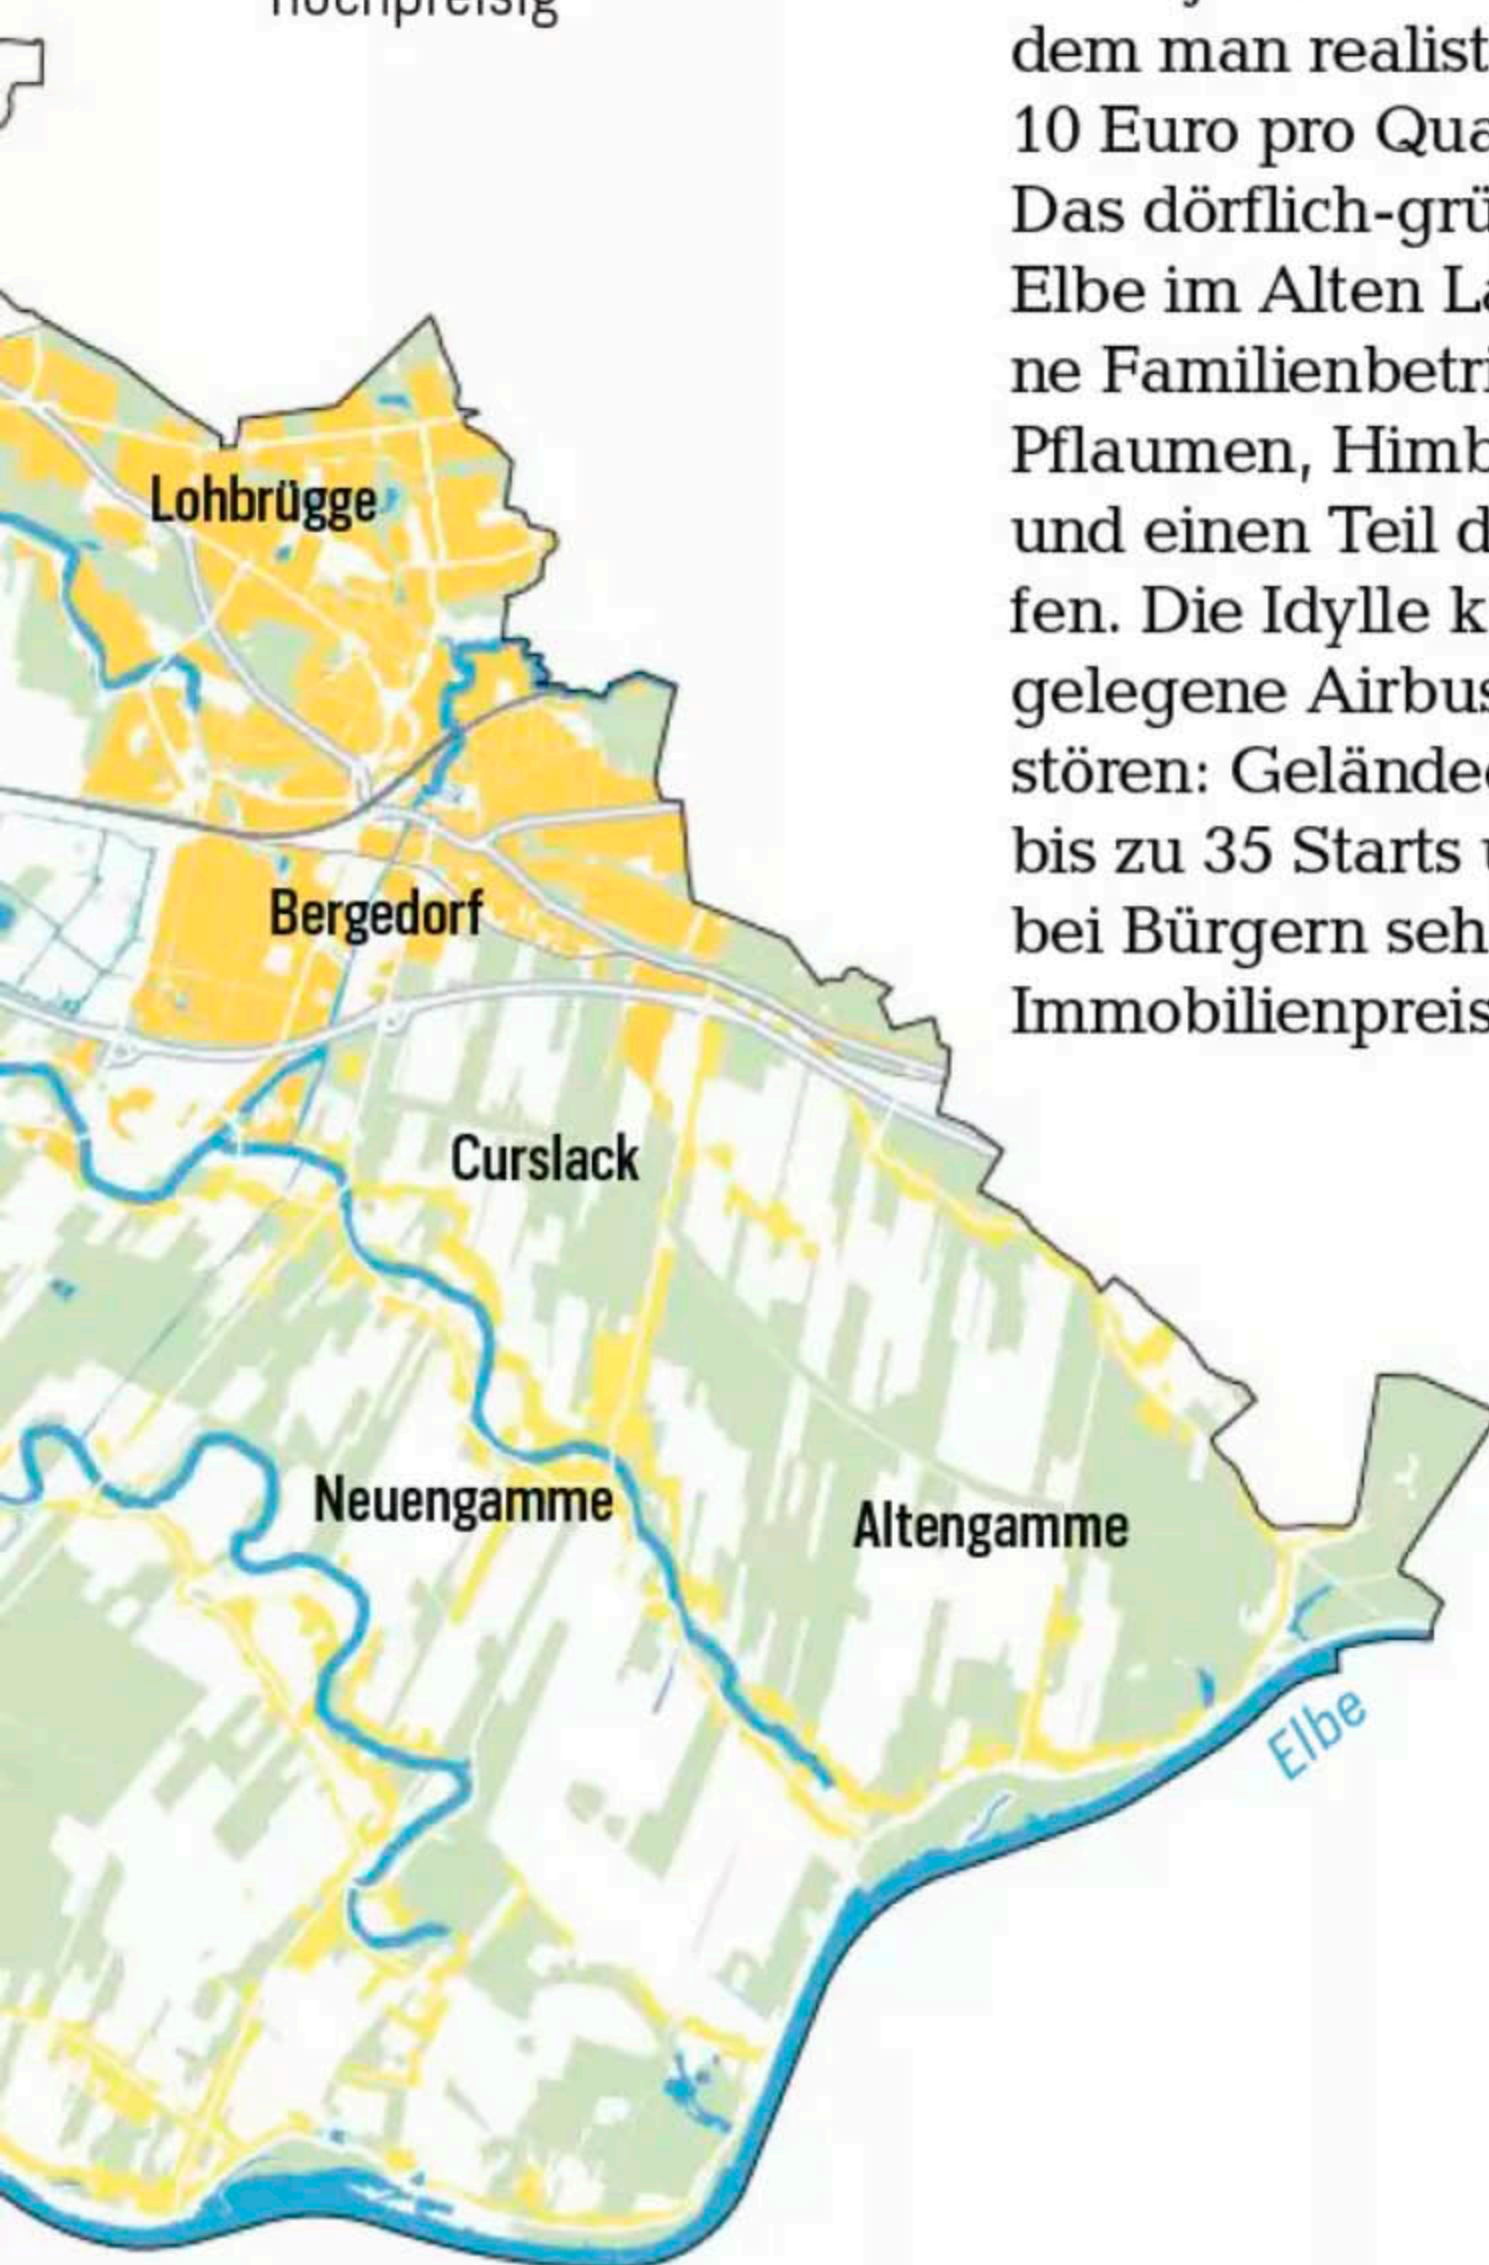 hochpreisig
Lohbrügge
Bergedorf
Curslack
Neuengamme
Altengamme
Elbe
dem man realist
10 Euro pro Qua
Das dörflich-grü
Elbe im Alten La
ne Familienbetri
Pflaumen, Himb
und einen Teil d
fen. Die Idylle k
gelegene Airbus
stören: Gelände
bis zu 35 Starts u
bei Bürgern seh
Immobilienpreis